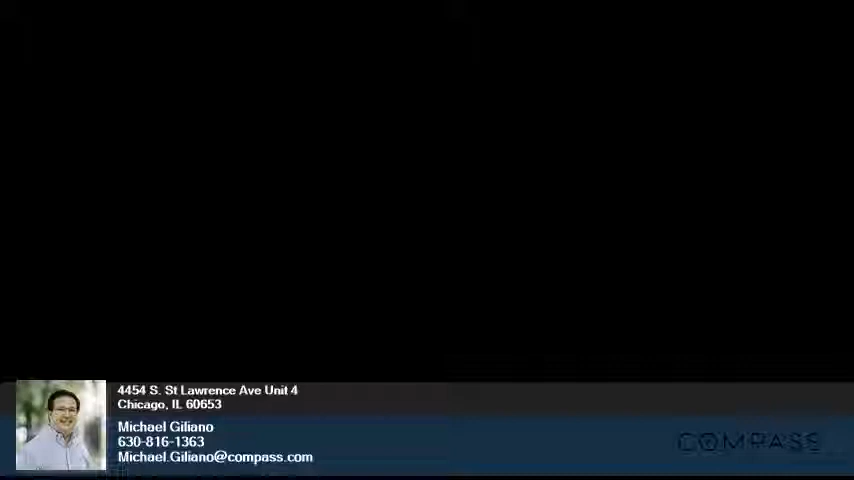 4454 S. St Lawrence Ave Unit 4
Chicago, IL 60653
Michael Giliano
630-816-1363
Michael.Giliano@compass.com
COMPASS